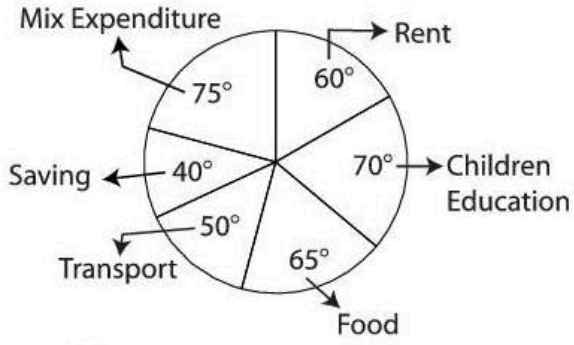 Mix Expenditure
Rent
60°
75°
70°
Children
Education
Saving
40°
50°
Transport
65°
Food